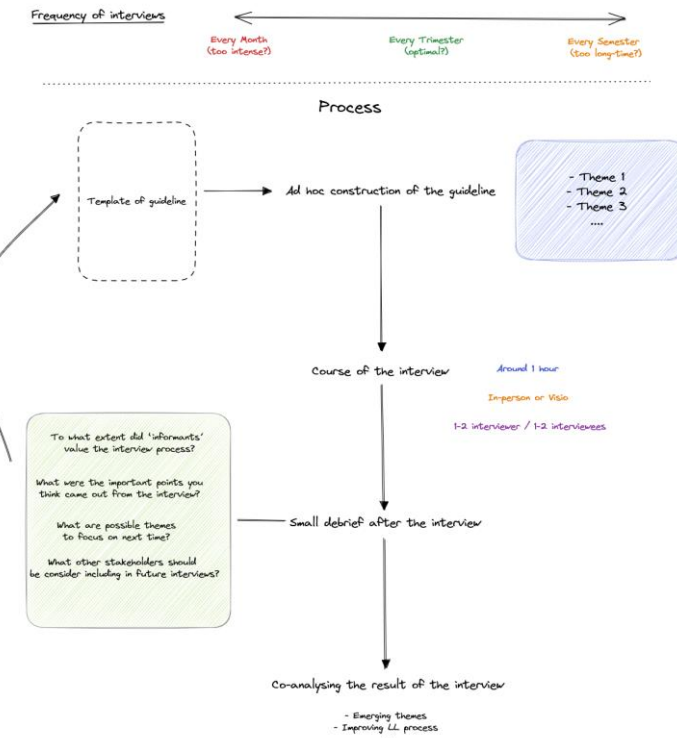 Frequency of interviews
Every Month
(too intense?)
Every Trimester
(optimal?)
Every Semester
(too long-time?)
Process
Template of guideline
Ad hoc construction of the guideline
- Theme 1
- Theme 2
- Theme 3
....
Course of the interview
Around 1 hour
In-person or Visio
1-2 interviewer / 1-2 interviewees
To what extent did 'informants'
value the interview process?
What were the important points you
think came out from the interview?
What are possible themes
to focus on next time?
What other stakeholders should
be consider including in future interviews?
Small debrief after the interview
Co-analysing the result of the interview
- Emerging themes
- Improving LL process